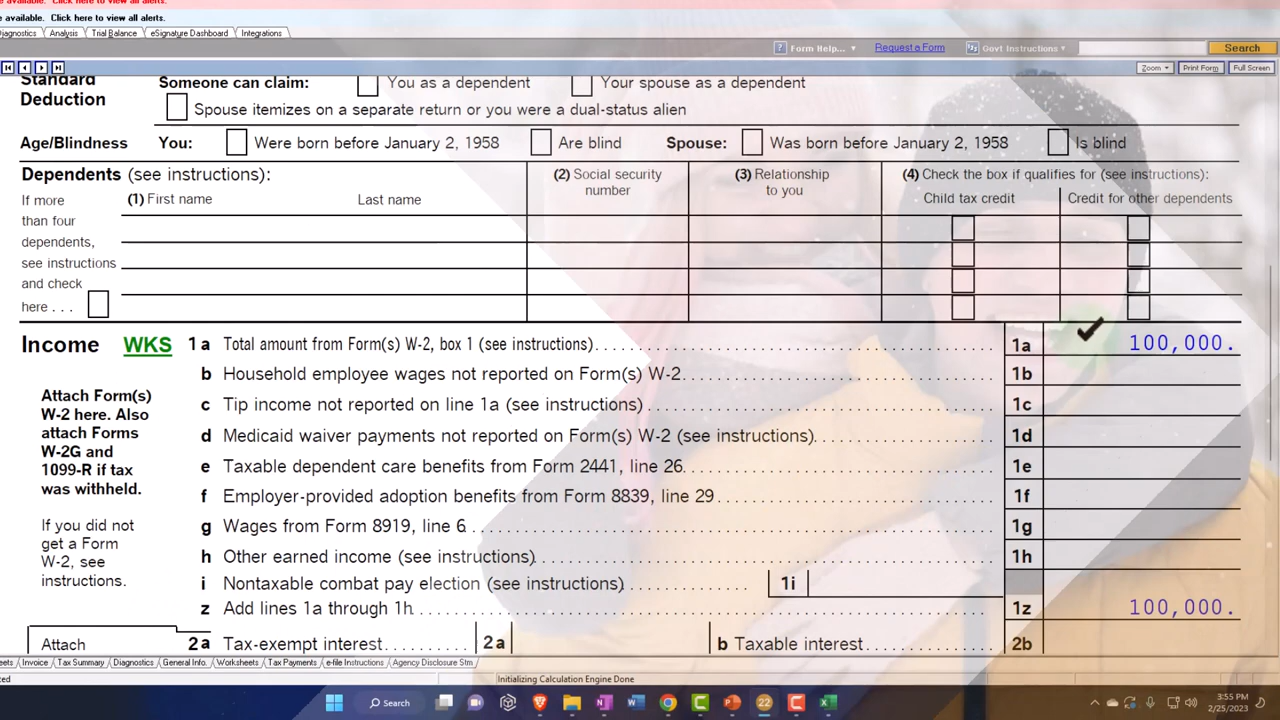 e available. Click here to view all alerts.
e available. Click here to view all alerts.
Diagnostics Analysis Trial Balance eSignature Dashboard Integrations
? Form Help... Request a Form Govt Instructions Search
Zoom Print Form Full Screen
Standard Deduction
Someone can claim: You as a dependent Your spouse as a dependent
Spouse itemizes on a separate return or you were a dual-status alien
Age/Blindness You: Were born before January 2, 1958 Are blind Spouse: Was born before January 2, 1958 Is blind
Dependents (see instructions):
(2) Social security number
(3) Relationship to you
(4) Check the box if qualifies for (see instructions):
(1) First name Last name
Child tax credit Credit for other dependents
If more
than four
dependents,
see instructions
and check
here . . .
Income WKS 1 a Total amount from Form(s) W-2, box 1 (see instructions) 1a 100,000.
b Household employee wages not reported on Form(s) W-2 1b
c Tip income not reported on line 1a (see instructions) 1c
d Medicaid waiver payments not reported on Form(s) W-2 (see instructions) 1d
e Taxable dependent care benefits from Form 2441, line 26 1e
f Employer-provided adoption benefits from Form 8839, line 29 1f
g Wages from Form 8919, line 6 1g
h Other earned income (see instructions) 1h
i Nontaxable combat pay election (see instructions) 1i
z Add lines 1a through 1h 1z 100,000.
Attach Form(s)
W-2 here. Also
attach Forms
W-2G and
1099-R if tax
was withheld.
If you did not
get a Form
W-2, see
instructions.
Attach 2a Tax-exempt interest 2a b Taxable interest 2b
Invoice Tax Summary Diagnostics General Info. Worksheets Tax Payments e-file Instructions Agency Disclosure Stm
Initializing Calculation Engine Done
Search
22
3:55 PM
2/25/2023